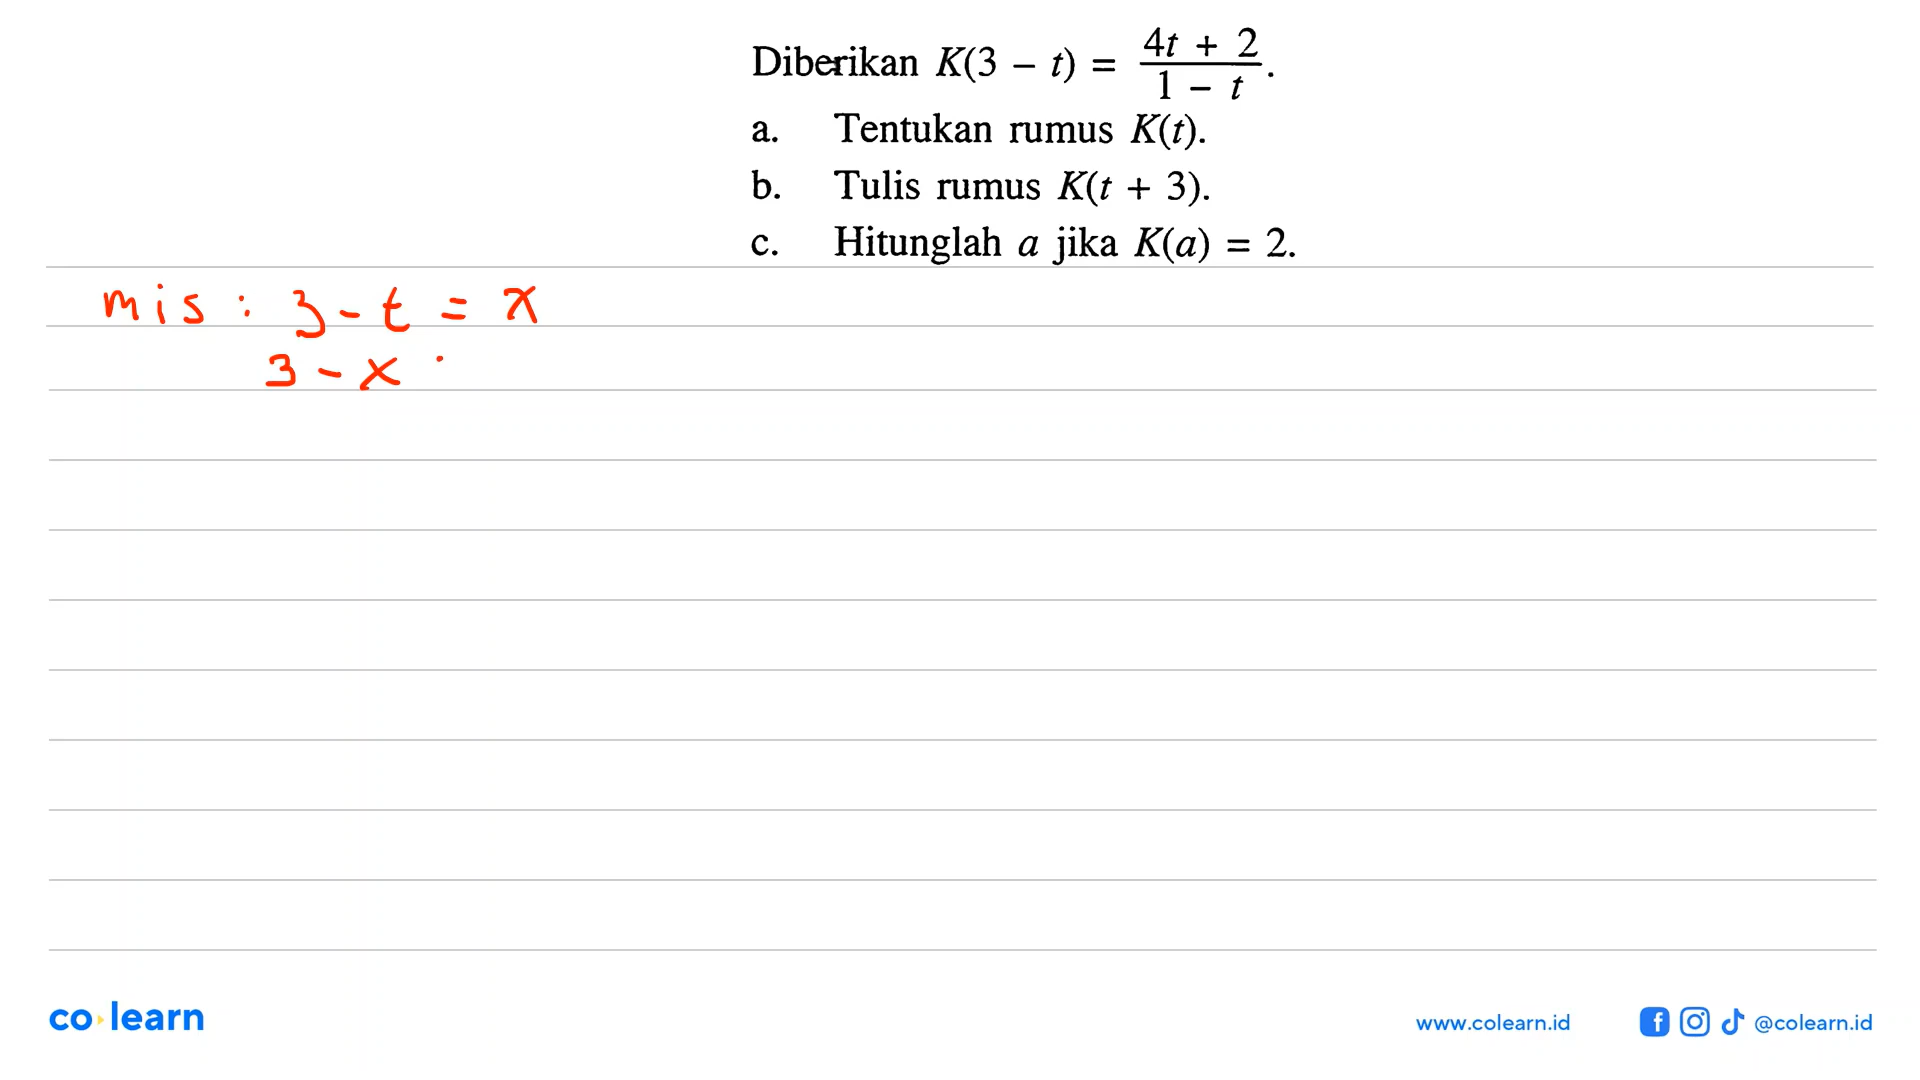 Diberikan K(3 – t) = \frac{4t + 2}{1 – t}.
a. Tentukan rumus K(t).
b. Tulis rumus K(t + 3).
c. Hitunglah a jika K(a) = 2.
mis : 3 - t = x
3 - x
co learn
www.colearn.id
@colearn.id